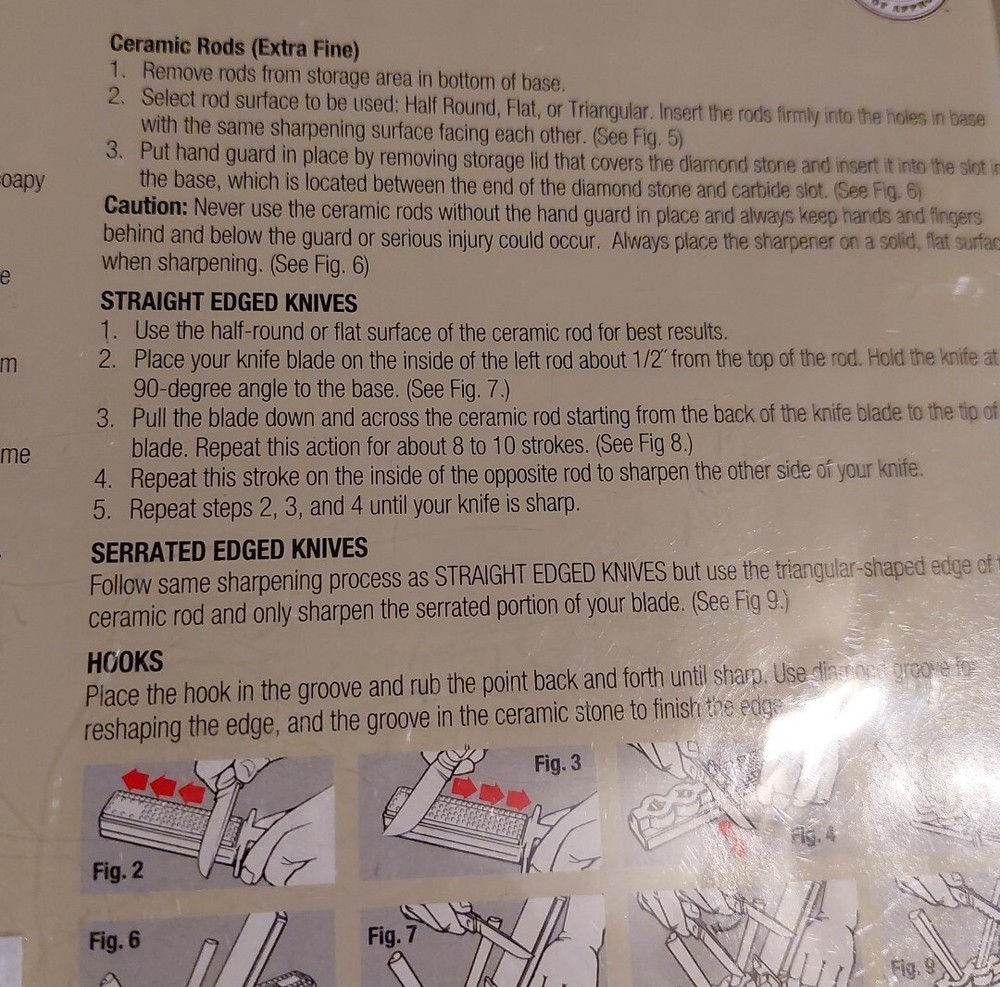 OF APPR
Ceramic Rods (Extra Fine)
1. Remove rods from storage area in bottom of base.
2. Select rod surface to be used: Half Round, Flat, or Triangular. Insert the rods firmly into the holes in base
with the same sharpening surface facing each other. (See Fig. 5)
3. Put hand guard in place by removing storage lid that covers the diamond stone and insert it into the slot in
the base, which is located between the end of the diamond stone and carbide slot. (See Fig. 6)
Caution: Never use the ceramic rods without the hand guard in place and always keep hands and fingers
behind and below the guard or serious injury could occur. Always place the sharpener on a solid, flat surfac
when sharpening. (See Fig. 6)
STRAIGHT EDGED KNIVES
1. Use the half-round or flat surface of the ceramic rod for best results.
2. Place your knife blade on the inside of the left rod about 1/2″ from the top of the rod. Hold the knife at
90-degree angle to the base. (See Fig. 7.)
3. Pull the blade down and across the ceramic rod starting from the back of the knife blade to the tip of
blade. Repeat this action for about 8 to 10 strokes. (See Fig 8.)
4. Repeat this stroke on the inside of the opposite rod to sharpen the other side of your knife.
5. Repeat steps 2, 3, and 4 until your knife is sharp.
SERRATED EDGED KNIVES
Follow same sharpening process as STRAIGHT EDGED KNIVES but use the triangular-shaped edge of t
ceramic rod and only sharpen the serrated portion of your blade. (See Fig 9.)
HOOKS
Place the hook in the groove and rub the point back and forth until sharp. Use diamond groove for
reshaping the edge, and the groove in the ceramic stone to finish the edge
oapy
e
m
me
Fig. 2
Fig. 3
Fig. 4
Fig. 6
Fig. 7
Fig. 9